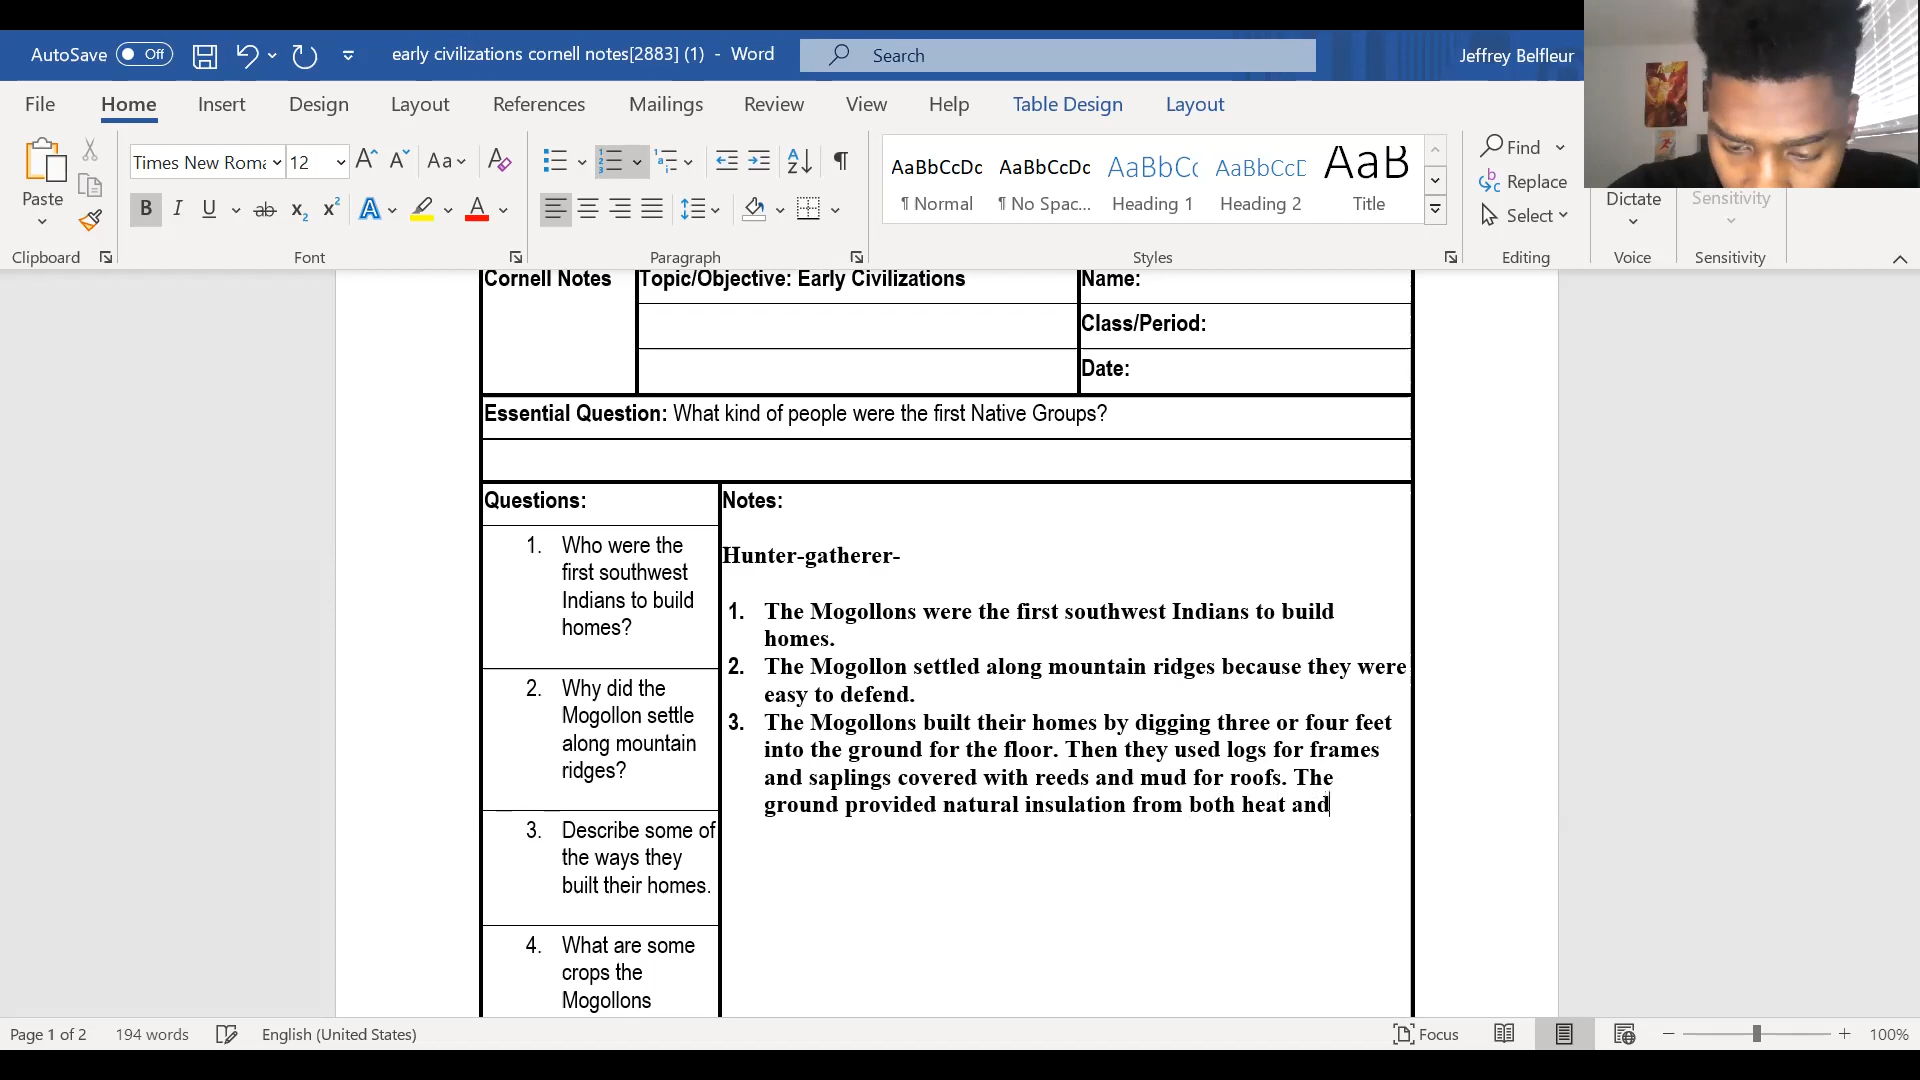 AutoSave Off early civilizations cornell notes[2883] (1) - Word Search Jeffrey Belfleur
File Home Insert Design Layout References Mailings Review View Help Table Design Layout
Paste Times New Roma 12 Aa
B I U ab x2 x2 A A
AaBbCcDc AaBbCcDc AaBbCc AaBbCcD AaB
¶ Normal ¶ No Spac... Heading 1 Heading 2 Title
Find
Replace
Select
Dictate Sensitivity
Clipboard Font Paragraph Styles Editing Voice Sensitivity
Cornell Notes Topic/Objective: Early Civilizations Name:
Class/Period:
Date:
Essential Question: What kind of people were the first Native Groups?
Questions:
1. Who were the
first southwest
Indians to build
homes?
2. Why did the
Mogollon settle
along mountain
ridges?
3. Describe some of
the ways they
built their homes.
4. What are some
crops the
Mogollons
Notes:
Hunter-gatherer-
1. The Mogollons were the first southwest Indians to build
homes.
2. The Mogollon settled along mountain ridges because they were
easy to defend.
3. The Mogollons built their homes by digging three or four feet
into the ground for the floor. Then they used logs for frames
and saplings covered with reeds and mud for roofs. The
ground provided natural insulation from both heat and
Page 1 of 2 194 words English (United States) Focus 100%